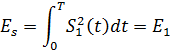 E_s = ∫_0^T S_1^2(t)dt = E_1